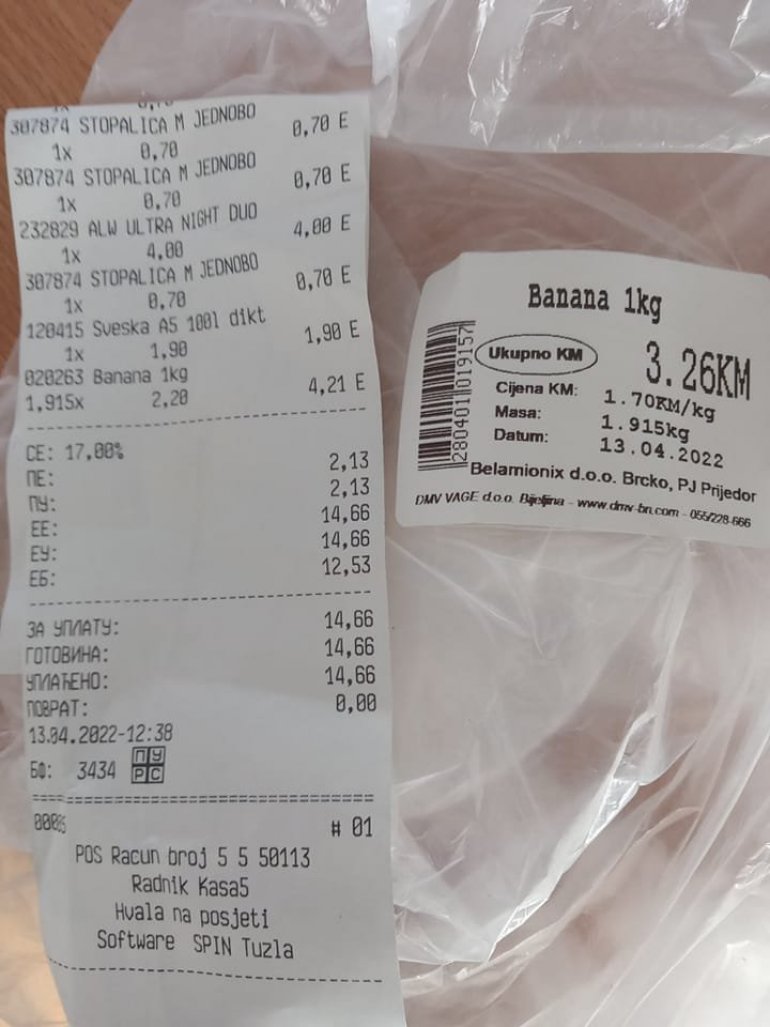 307874 STOPALICA M JEDNOBO
0,70 E
1x 0,70
307874 STOPALICA M JEDNOBO
0,70 E
1x 0,70
232829 ALW ULTRA NIGHT DUO
4,00 E
1x 4,00
307874 STOPALICA M JEDNOBO
0,70 E
1x 0,70
120415 Sveska A5 100l dikt
1,90 E
1x 1,90
020263 Banana 1kg
4,21 E
1,915x 2,20
СЕ: 17,00%
ПЕ: 2,13
ПУ: 2,13
ЕЕ: 14,66
ЕУ: 14,66
ЕБ: 12,53
ЗА УПЛАТУ: 14,66
ГОТОВИНА: 14,66
УПЛАЋЕНО: 14,66
ПОВРАТ: 0,00
13.04.2022-12:38
БФ: 3434 ПУ РС
# 01
POS Racun broj 5 5 50113
Radnik Kasa5
Hvala na posjeti
Software SPIN Tuzla
Banana 1kg
Ukupno KM 3.26KM
Cijena KM: 1.70KM/kg
Masa: 1.915kg
Datum: 13.04.2022
2804010019157
Belamionix d.o.o. Brcko, PJ Prijedor
DMV VAGE d.o.o. Bijeljina - www.dmv-bn.com - 055/228-666